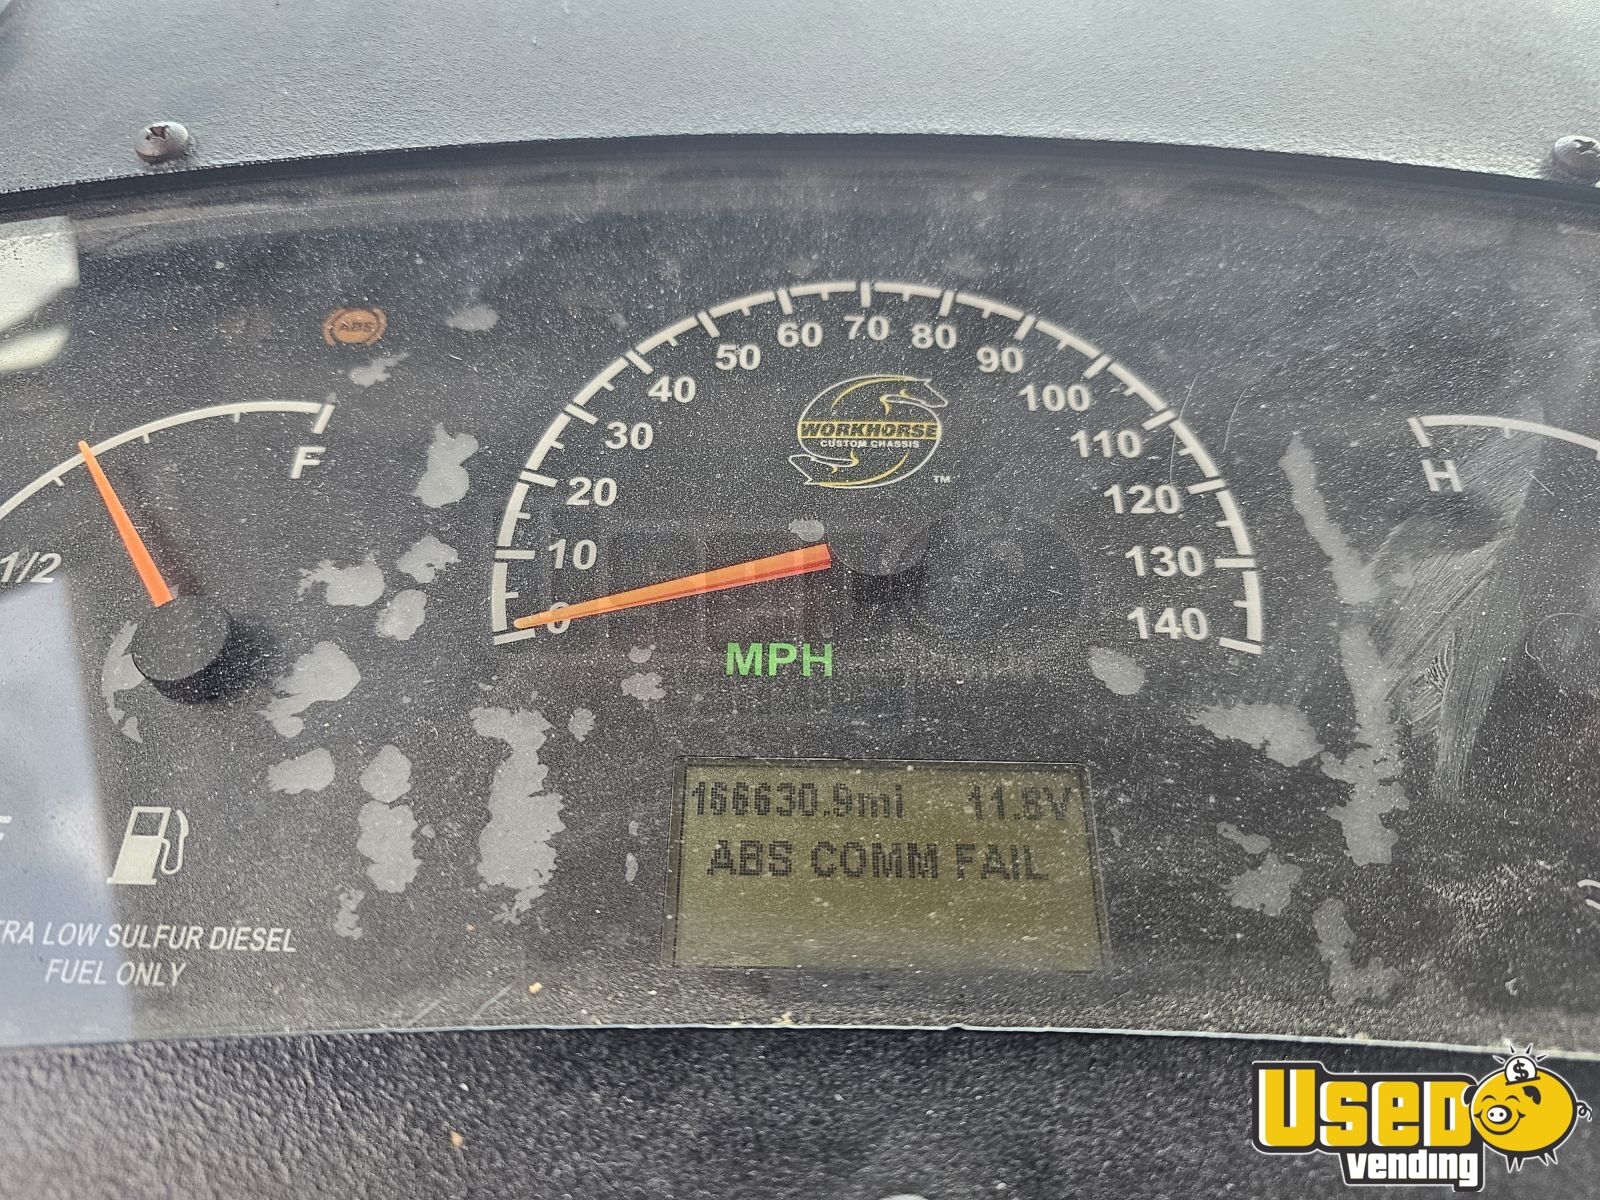 ABS
60 70 80
50 90
40 100
30 110
20 120
10 130
0 140
WORKHORSE
CUSTOM CHASSIS
TM
F
H
1/2
MPH
166630.9mi 11.8V
ABS COMM FAIL
TRA LOW SULFUR DIESEL
FUEL ONLY
USED
vending
$